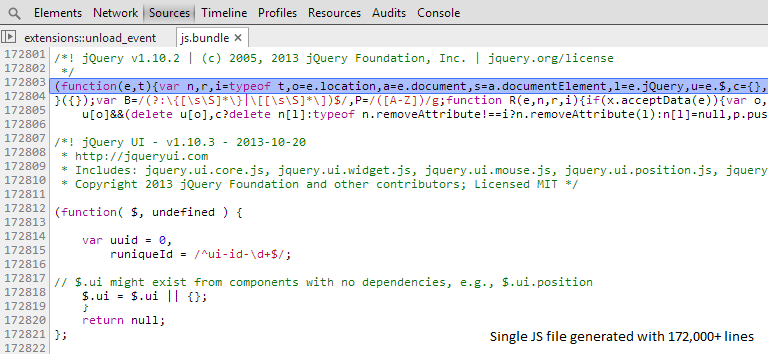 Elements Network Sources Timeline Profiles Resources Audits Console
extensions::unload_event js.bundle ×
172801 /*! jQuery v1.10.2 | (c) 2005, 2013 jQuery Foundation, Inc. | jquery.org/license
172802 */
172803 (function(e,t){var n,r,i=typeof t,o=e.location,a=e.document,s=a.documentElement,l=e.jQuery,u=e.$,c={},
172804 }({});var B=/(?:\{[\s\S]*\}|\[[\s\S]*\])$/,P=/([A-Z])/g;function R(e,n,r,i){if(x.acceptData(e)){var o,
172805 u[o]&&(delete u[o],c?delete n[l]:typeof n.removeAttribute!==i?n.removeAttribute(l):n[l]=null,p.pus
172806
172807 /*! jQuery UI - v1.10.3 - 2013-10-20
172808 * http://jqueryui.com
172809 * Includes: jquery.ui.core.js, jquery.ui.widget.js, jquery.ui.mouse.js, jquery.ui.position.js, jquery
172810 * Copyright 2013 jQuery Foundation and other contributors; Licensed MIT */
172811
172812 (function( $, undefined ) {
172813
172814 var uuid = 0,
172815 runiqueId = /^ui-id-\d+$/;
172816
172817 // $.ui might exist from components with no dependencies, e.g., $.ui.position
172818 $.ui = $.ui || {};
172819 }
172820 return null;
172821 };
172822
Single JS file generated with 172,000+ lines